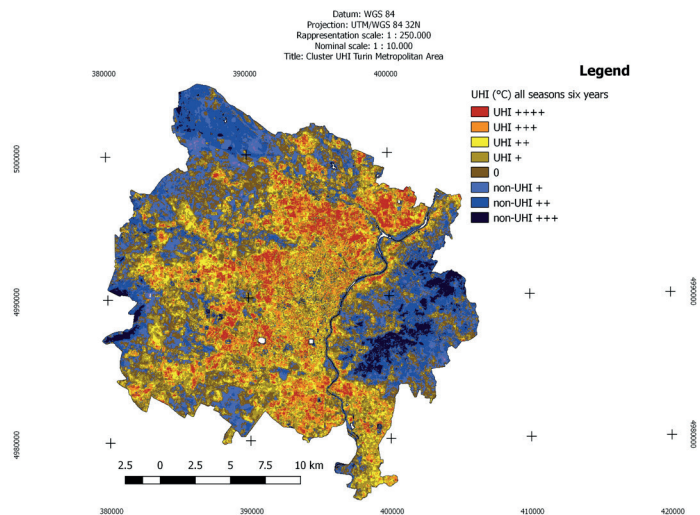 Datum: WGS 84
Projection: UTM/WGS 84 32N
Rappresentation scale: 1 : 250.000
Nominal scale: 1 : 10.000
Title: Cluster UHI Turin Metropolitan Area
380000 390000 400000
Legend
UHI (°C) all seasons six years
UHI ++++
UHI +++
UHI ++
UHI +
0
non-UHI +
non-UHI ++
non-UHI +++
5000000
5000000
4990000
4990000
4980000
4980000
2.5 0 2.5 5 7.5 10 km
380000 390000 400000 410000 420000